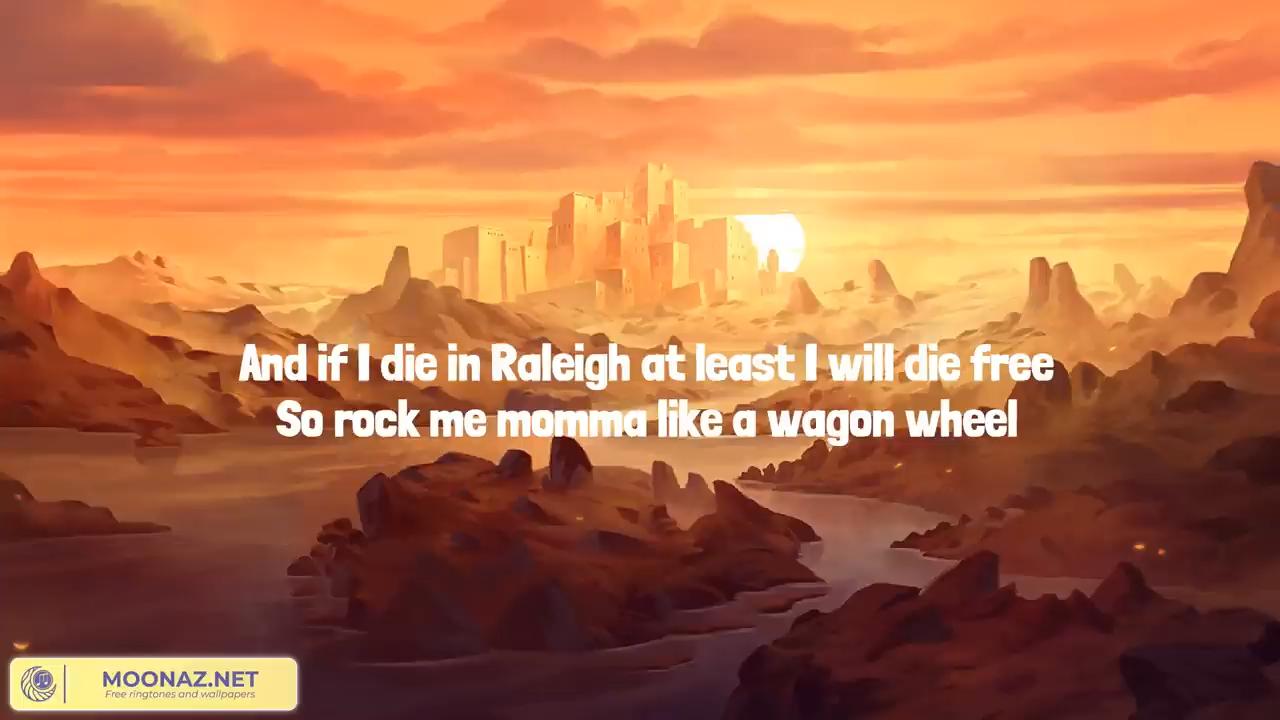 And if I die in Raleigh at least I will die free
So rock me momma like a wagon wheel
MOONAZ.NET
Free ringtones and wallpapers